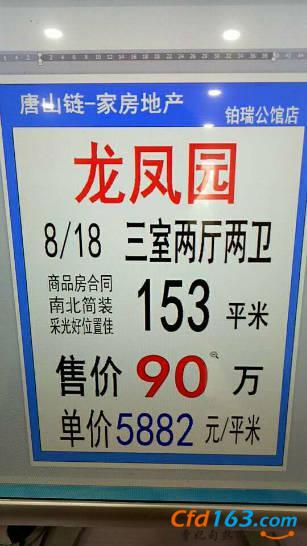 唐山链-家房地产
铂瑞公馆店
龙凤园
8/18 三室两厅两卫
商品房合同
南北简装
采光好位置佳
153 平米
售价 90 万
单价5882 元/平米
Cfd163.com